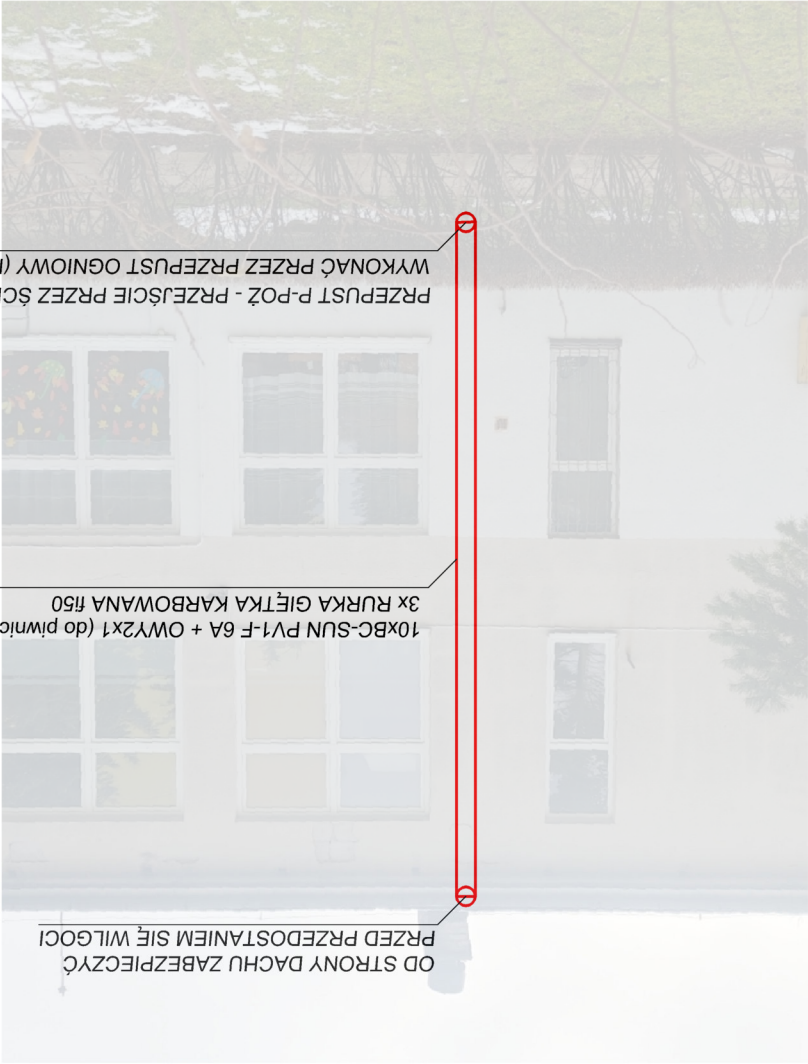 OD STRONY DACHU ZABEZPIECZYĆ
PRZED PRZEDOSTANIEM SIĘ WILGOCI
10xBC-SUN PV1-F 6A + OWY2x1 (do piwnic
3x RURKA GIĘTKA KARBOWANA fi50
PRZEPUST P-POŻ - PRZEJŚCIE PRZEZ ŚC
WYKONAĆ PRZEZ PRZEPUST OGNIOWY (